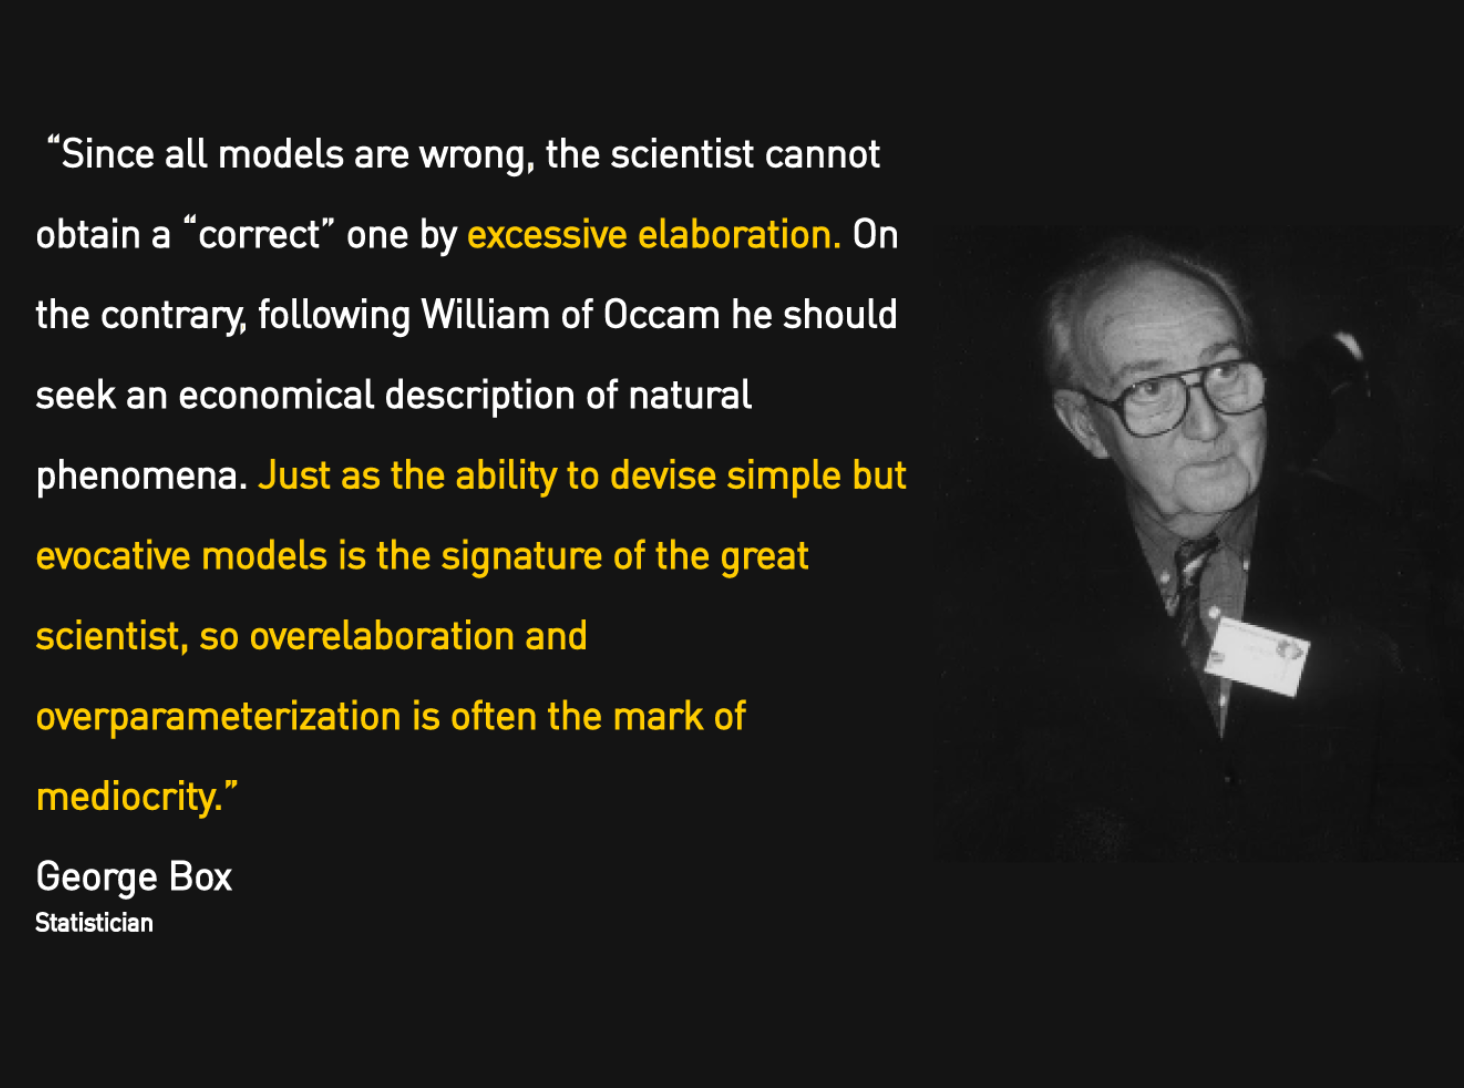 “Since all models are wrong, the scientist cannot
obtain a “correct” one by excessive elaboration. On
the contrary, following William of Occam he should
seek an economical description of natural
phenomena. Just as the ability to devise simple but
evocative models is the signature of the great
scientist, so overelaboration and
overparameterization is often the mark of
mediocrity.”
George Box
Statistician